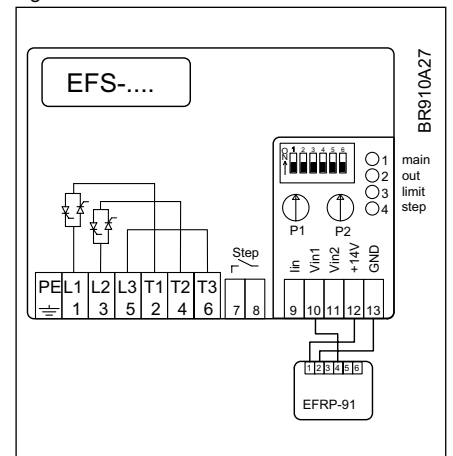 EFS-....
BR910A27
ON
1 2 3 4 5 6
1 main
2 out
3 limit
4 step
P1 P2
Step
Iin Vin1 Vin2 +14V GND
PE L1 L2 L3 T1 T2 T3
1 3 5 2 4 6 7 8 9 10 11 12 13
1 2 3 4 5 6
EFRP-91